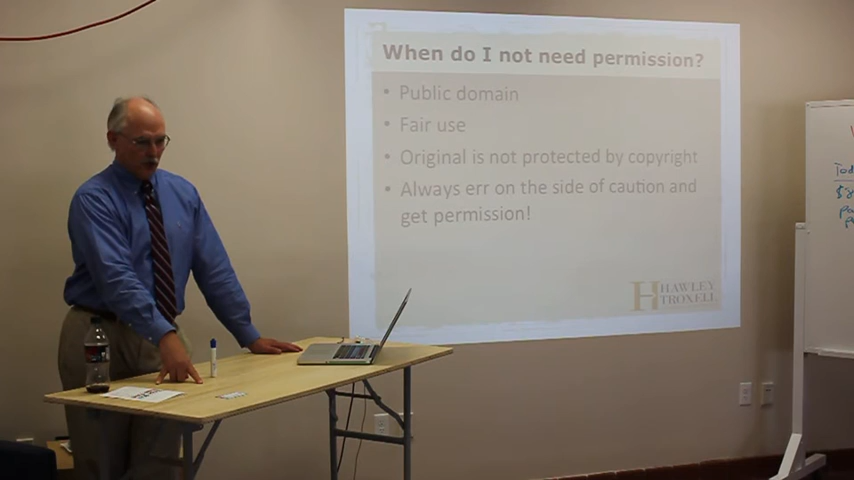 When do I not need permission?
• Public domain
• Fair use
• Original is not protected by copyright
• Always err on the side of caution and
get permission!
H HAWLEY
TROXELL